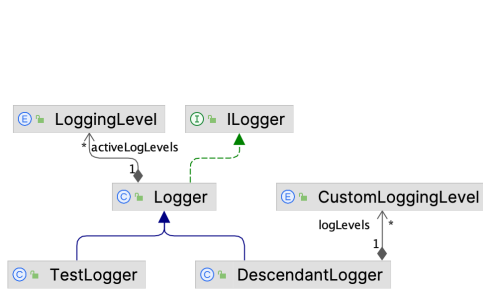 E LoggingLevel
I ILogger
* activeLogLevels
1
C Logger
E CustomLoggingLevel
logLevels *
1
C TestLogger
C DescendantLogger